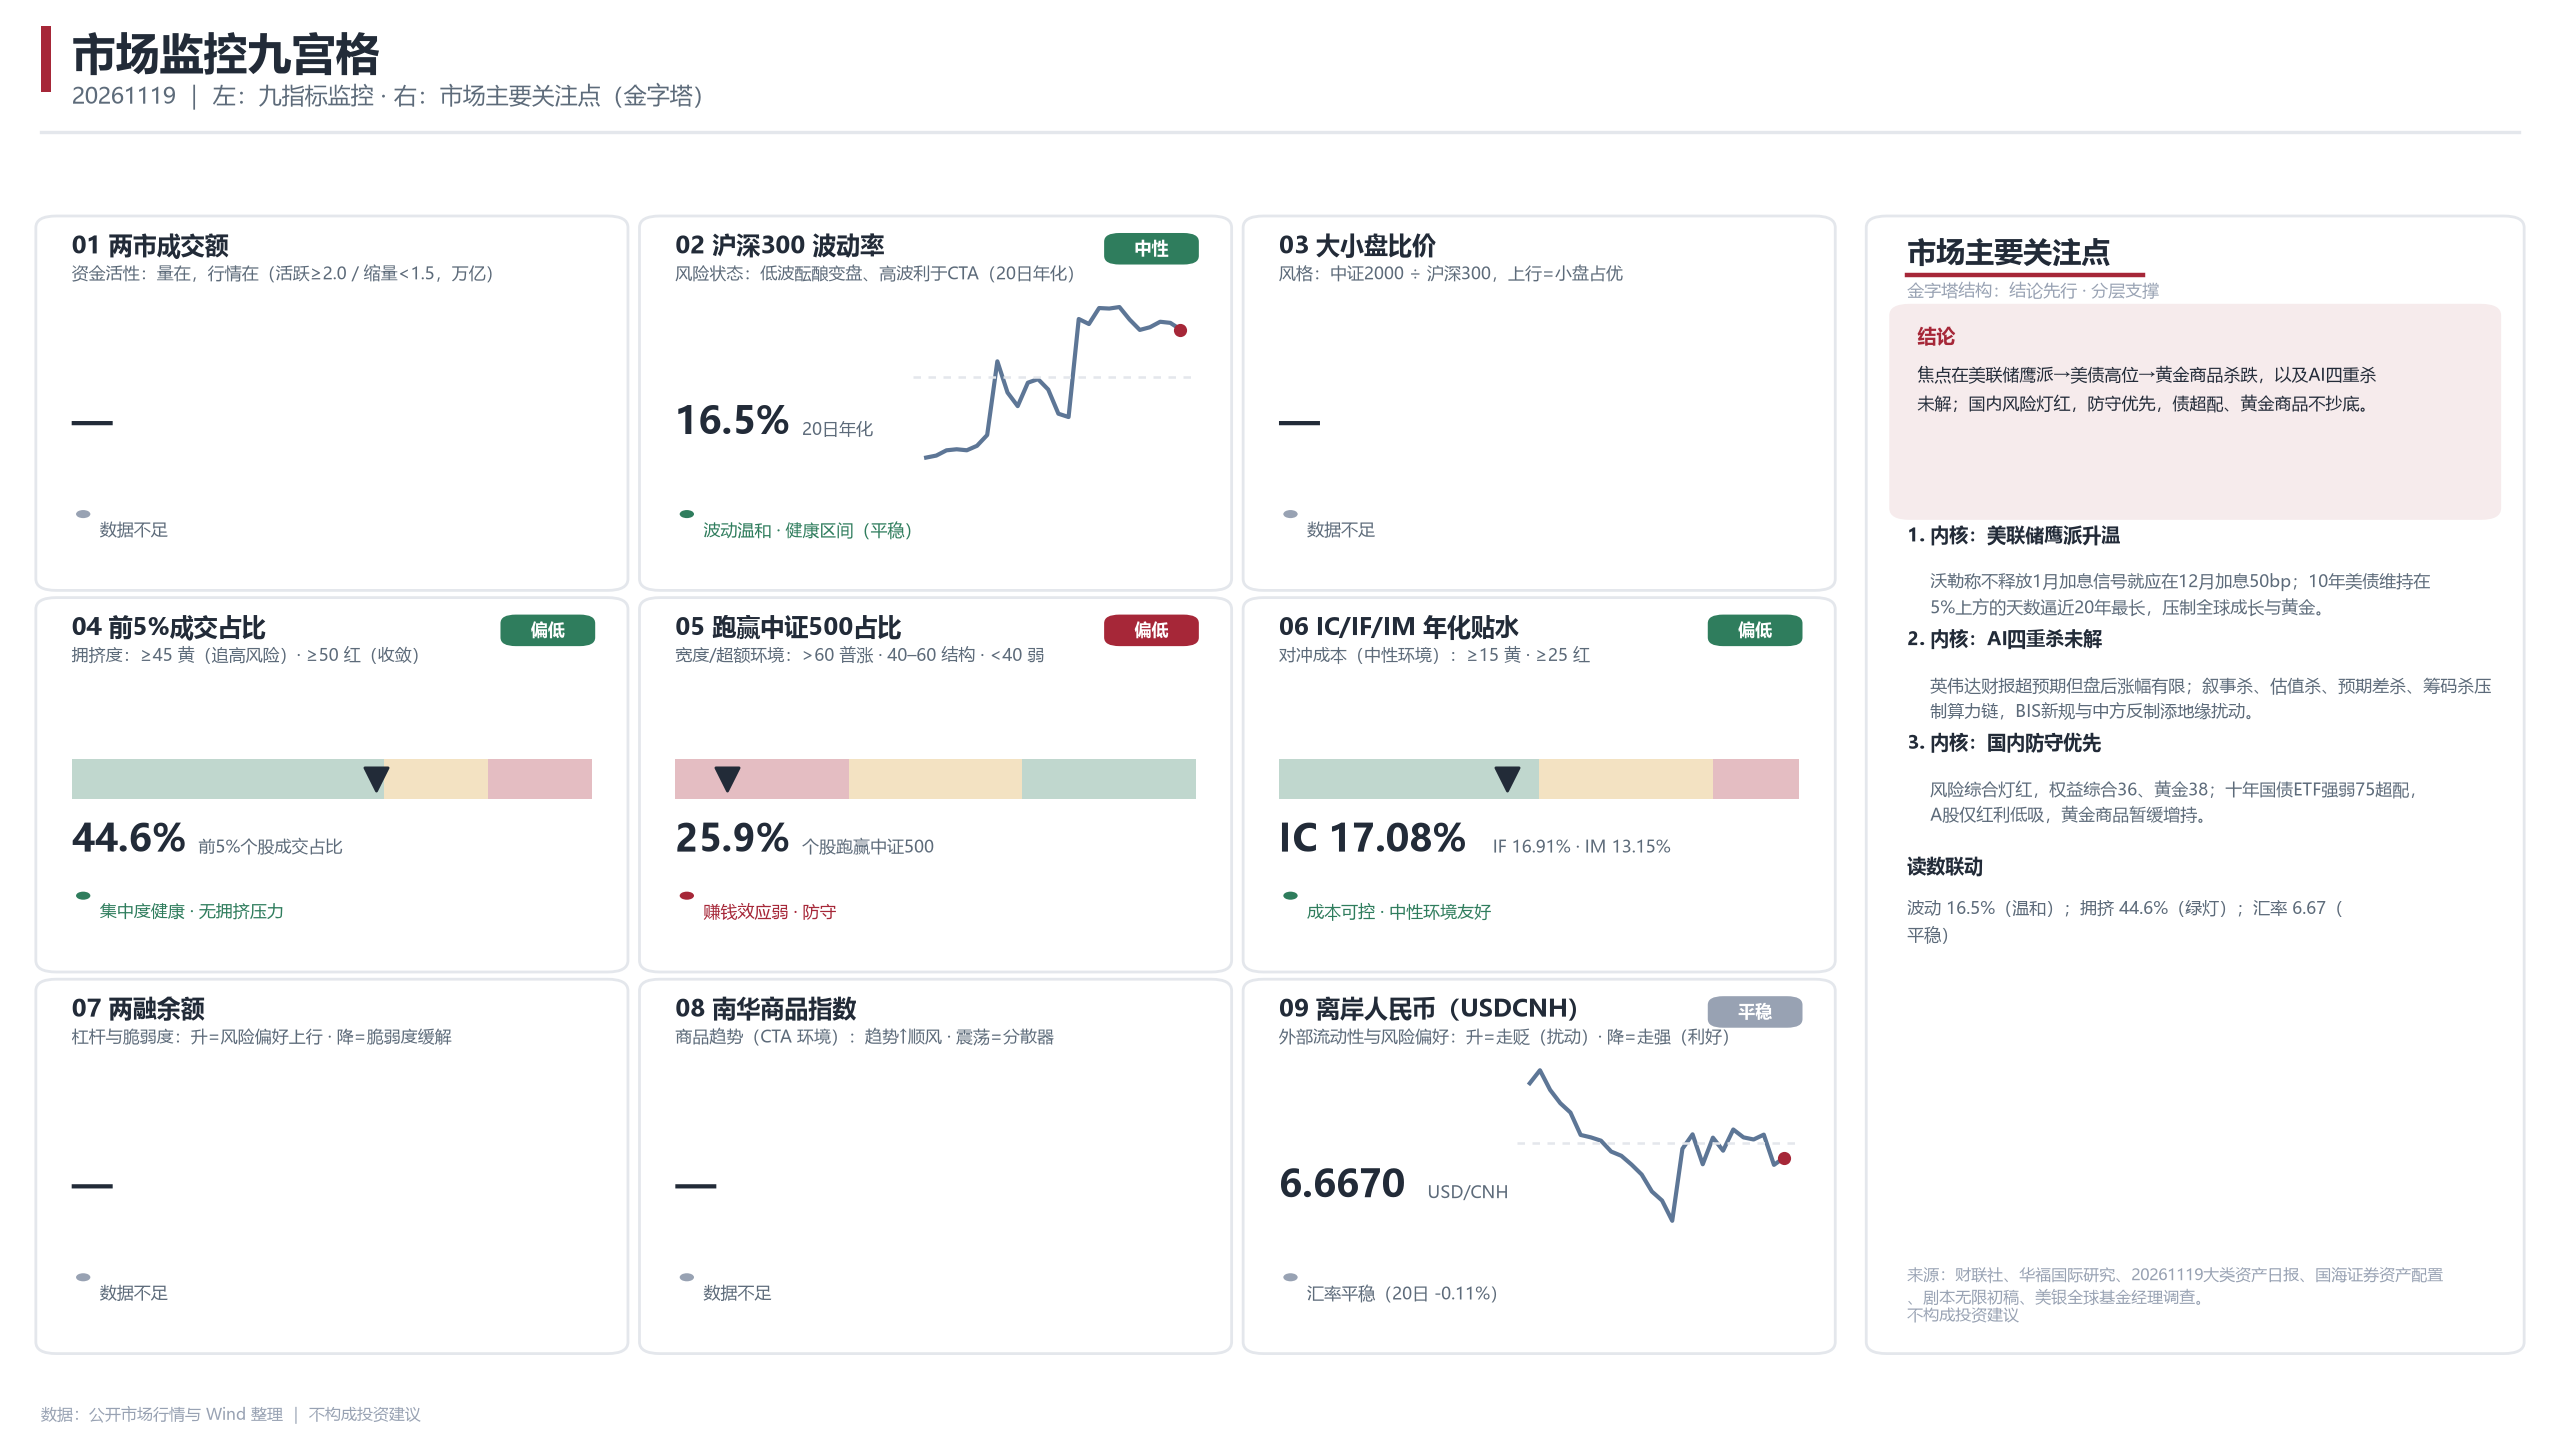 市场监控九宫格
20261119 | 左：九指标监控 · 右：市场主要关注点（金字塔）
01 两市成交额
资金活性：量在，行情在（活跃≥2.0 / 缩量<1.5，万亿）
—
数据不足
02 沪深300 波动率
中性
风险状态：低波酝酿变盘、高波利于CTA（20日年化）
16.5% 20日年化
波动温和 · 健康区间（平稳）
03 大小盘比价
风格：中证2000 ÷ 沪深300，上行=小盘占优
—
数据不足
04 前5%成交占比
偏低
拥挤度：≥45 黄（追高风险）· ≥50 红（收敛）
44.6% 前5%个股成交占比
集中度健康 · 无拥挤压力
05 跑赢中证500占比
偏低
宽度/超额环境：>60 普涨 · 40–60 结构 · <40 弱
25.9% 个股跑赢中证500
赚钱效应弱 · 防守
06 IC/IF/IM 年化贴水
偏低
对冲成本（中性环境）：≥15 黄 · ≥25 红
IC 17.08% IF 16.91% · IM 13.15%
成本可控 · 中性环境友好
07 两融余额
杠杆与脆弱度：升=风险偏好上行 · 降=脆弱度缓解
—
数据不足
08 南华商品指数
商品趋势（CTA 环境）：趋势↑顺风 · 震荡=分散器
—
数据不足
09 离岸人民币（USDCNH）
平稳
外部流动性与风险偏好：升=走贬（扰动）· 降=走强（利好）
6.6670 USD/CNH
汇率平稳（20日 -0.11%）
市场主要关注点
金字塔结构：结论先行 · 分层支撑
结论
焦点在美联储鹰派→美债高位→黄金商品杀跌，以及AI四重杀
未解；国内风险灯红，防守优先，债超配、黄金商品不抄底。
1. 内核：美联储鹰派升温
沃勒称不释放1月加息信号就应在12月加息50bp；10年美债维持在
5%上方的天数逼近20年最长，压制全球成长与黄金。
2. 内核：AI四重杀未解
英伟达财报超预期但盘后涨幅有限；叙事杀、估值杀、预期差杀、筹码杀压
制算力链，BIS新规与中方反制添地缘扰动。
3. 内核：国内防守优先
风险综合灯红，权益综合36、黄金38；十年国债ETF强弱75超配，
A股仅红利低吸，黄金商品暂缓增持。
读数联动
波动 16.5%（温和）；拥挤 44.6%（绿灯）；汇率 6.67（
平稳）
来源：财联社、华福国际研究、20261119大类资产日报、国海证券资产配置
、剧本无限初稿、美银全球基金经理调查。
不构成投资建议
数据：公开市场行情与 Wind 整理 | 不构成投资建议